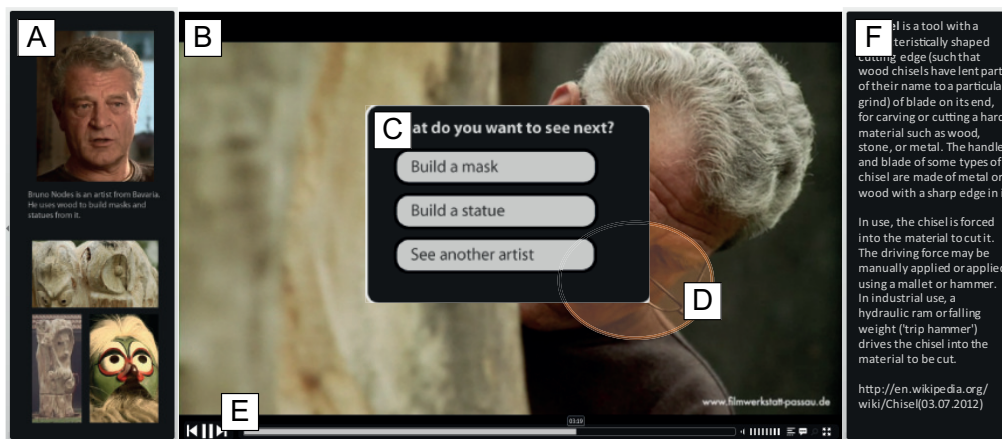 A
Bruno Nodes is an artist from Bavaria.
He uses wood to build masks and
statues from it.
B
C
at do you want to see next?
Build a mask
Build a statue
See another artist
D
www.filmwerkstatt-passau.de
E
03:19
F
el is a tool with a
teristically shaped
cutting edge (such that
wood chisels have lent part
of their name to a particula
grind) of blade on its end,
for carving or cutting a hard
material such as wood,
stone, or metal. The handle
and blade of some types of
chisel are made of metal or
wood with a sharp edge in i
In use, the chisel is forced
into the material to cut it.
The driving force may be
manually applied or applied
using a mallet or hammer.
In industrial use, a
hydraulic ram or falling
weight ('trip hammer')
drives the chisel into the
material to be cut.
http://en.wikipedia.org/
wiki/Chisel(03.07.2012)